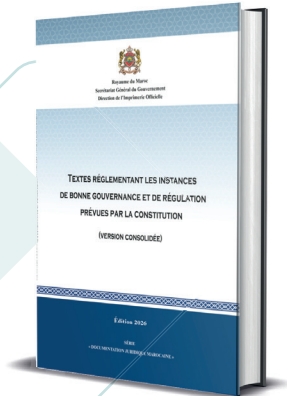 Royaume du Maroc
Secrétariat Général du Gouvernement
Direction de l'Imprimerie Officielle
TEXTES RÉGLEMENTANT LES INSTANCES
DE BONNE GOUVERNANCE ET DE RÉGULATION
PRÉVUES PAR LA CONSTITUTION
(VERSION CONSOLIDÉE)
Édition 2020
SÉRIE
« DOCUMENTATION JURIDIQUE MAROCAINE »